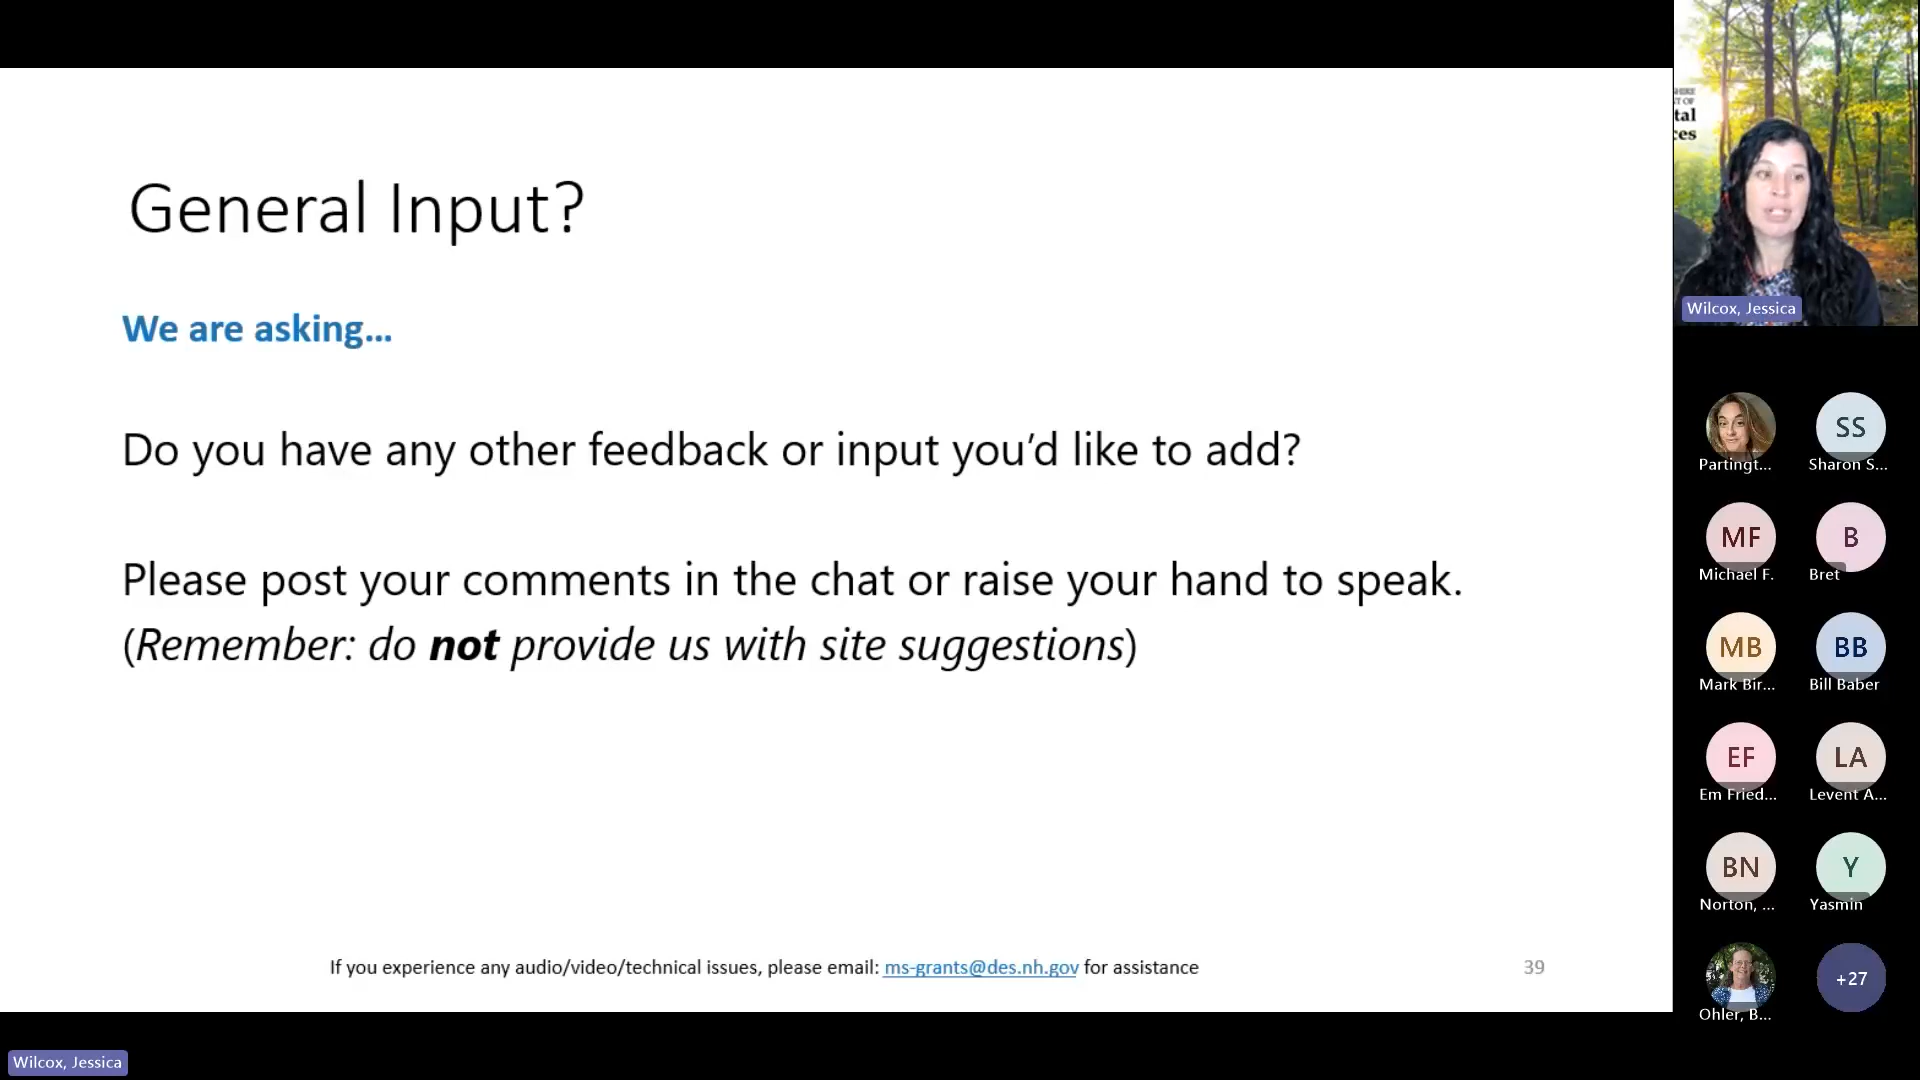 General Input?
We are asking...
Do you have any other feedback or input you'd like to add?
Please post your comments in the chat or raise your hand to speak.
(Remember: do not provide us with site suggestions)
If you experience any audio/video/technical issues, please email: ms-grants@des.nh.gov for assistance
39
Wilcox, Jessica
tal
ces
Wilcox, Jessica
Partingt...
SS
Sharon S...
MF
Michael F.
B
Bret
MB
Mark Bir...
BB
Bill Baber
EF
Em Fried...
LA
Levent A...
BN
Norton, ...
Y
Yasmin
Ohler, B...
+27